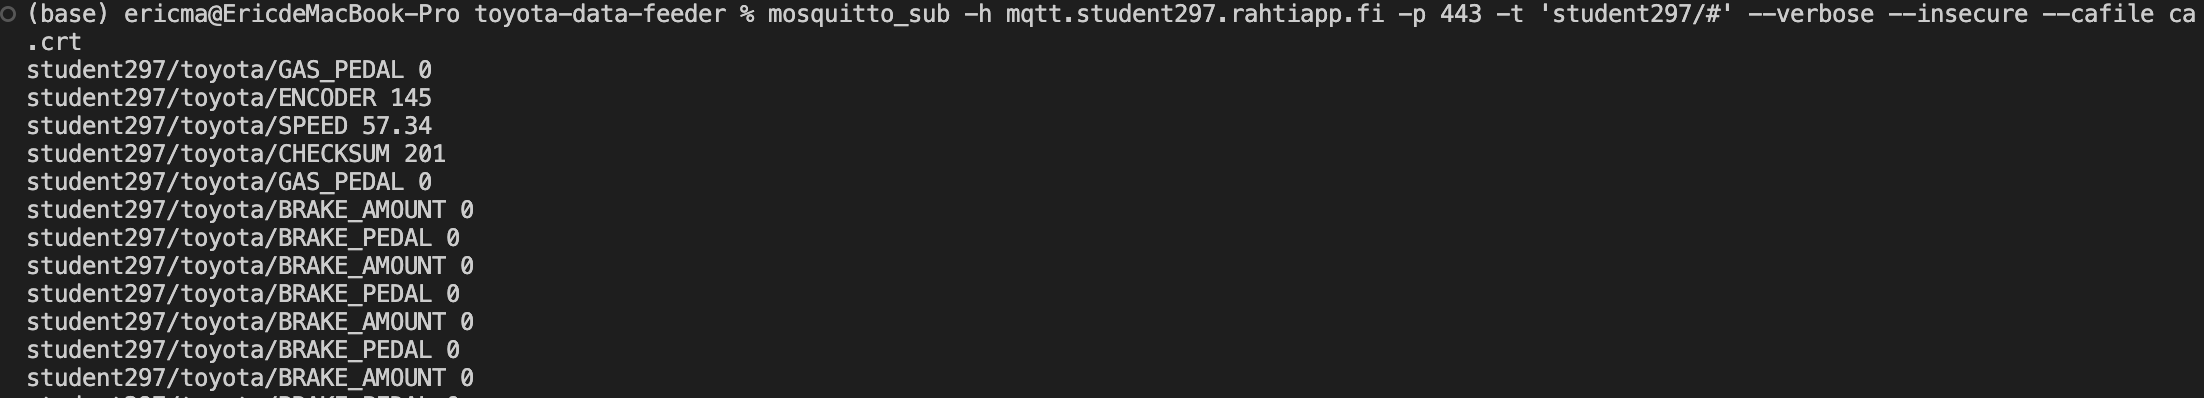 (base) ericma@EricdeMacBook-Pro toyota-data-feeder % mosquitto_sub -h mqtt.student297.rahtiapp.fi -p 443 -t 'student297/#' --verbose --insecure --cafile ca
.crt
student297/toyota/GAS_PEDAL 0
student297/toyota/ENCODER 145
student297/toyota/SPEED 57.34
student297/toyota/CHECKSUM 201
student297/toyota/GAS_PEDAL 0
student297/toyota/BRAKE_AMOUNT 0
student297/toyota/BRAKE_PEDAL 0
student297/toyota/BRAKE_AMOUNT 0
student297/toyota/BRAKE_PEDAL 0
student297/toyota/BRAKE_AMOUNT 0
student297/toyota/BRAKE_PEDAL 0
student297/toyota/BRAKE_AMOUNT 0